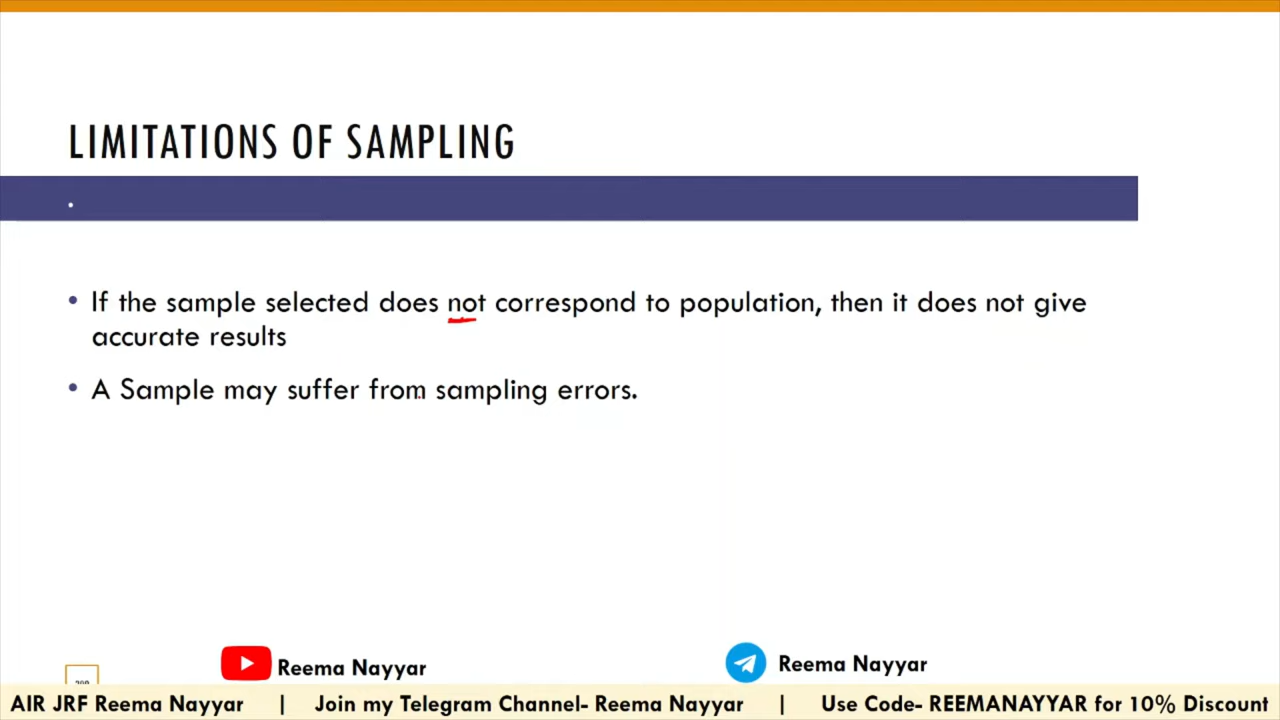 LIMITATIONS OF SAMPLING
• If the sample selected does not correspond to population, then it does not give
accurate results
• A Sample may suffer from sampling errors.
Reema Nayyar
Reema Nayyar
AIR JRF Reema Nayyar | Join my Telegram Channel- Reema Nayyar | Use Code- REEMANAYYAR for 10% Discount